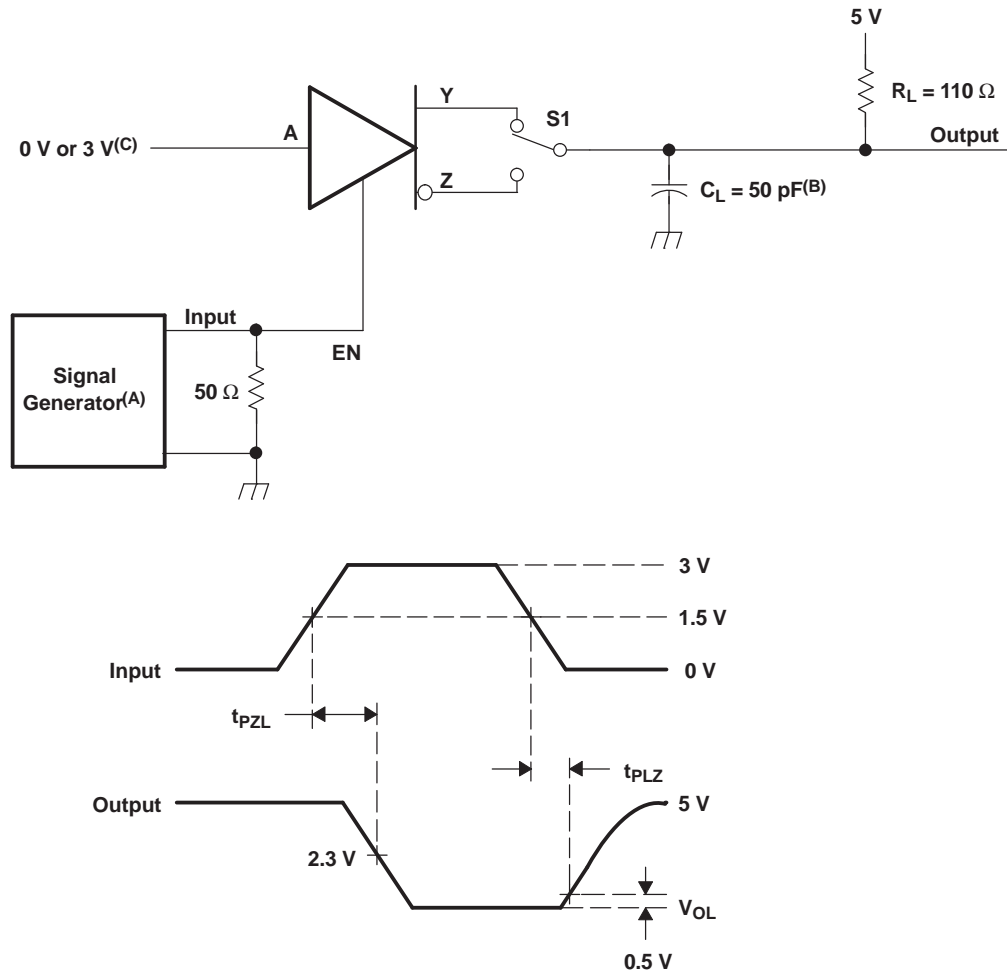 5 V
R_L = 110 Ω
Output
Y
S1
A
0 V or 3 V(C)
Z
C_L = 50 pF(B)
Input
EN
Signal
Generator(A)
50 Ω
3 V
1.5 V
Input
0 V
t_PZL
t_PLZ
Output
5 V
2.3 V
V_OL
0.5 V